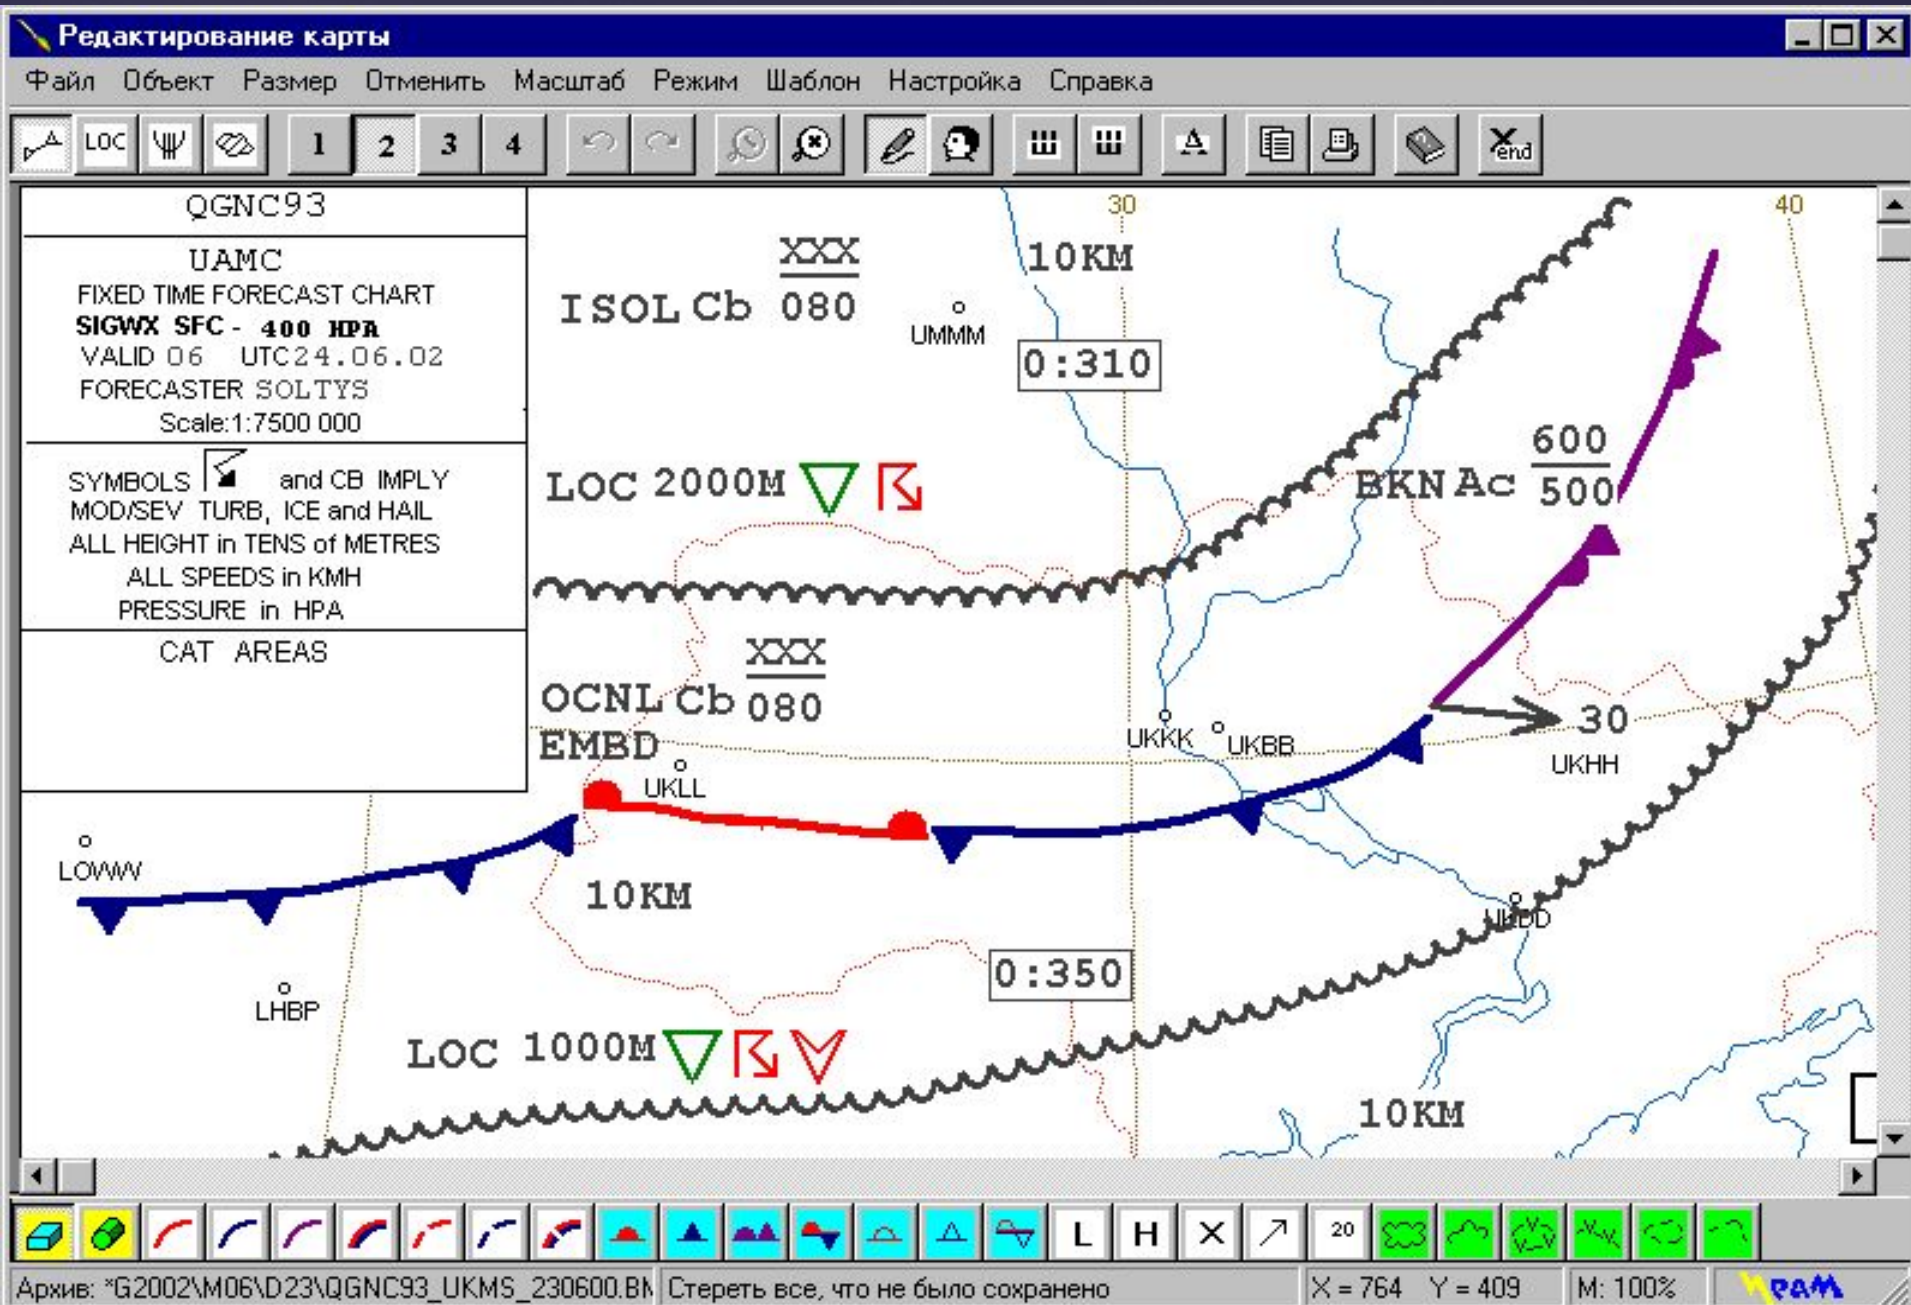 Редактирование карты
Файл Объект Размер Отменить Масштаб Режим Шаблон Настройка Справка
LOC 1 2 3 4 A Xend
QGNC93
UAMC
FIXED TIME FORECAST CHART
SIGWX SFC - 400 HPA
VALID 06 UTC24.06.02
FORECASTER SOLTYS
Scale:1:7500 000
SYMBOLS and CB IMPLY
MOD/SEV TURB, ICE and HAIL
ALL HEIGHT in TENS of METRES
ALL SPEEDS in KMH
PRESSURE in HPA
CAT AREAS
30
40
XXX
ISOL Cb 080
10KM
UMMM
0:310
LOC 2000M
600
BKN Ac 500
XXX
OCNL Cb 080
EMBD
UKLL
UKKK
UKBB
30
UKHH
LOWW
10KM
UKDD
0:350
LHBP
LOC 1000M
10KM
L H X 20
Архив: *G2002\M06\D23\QGNC93_UKMS_230600.BM Стереть все, что не было сохранено X = 764 Y = 409 M: 100%